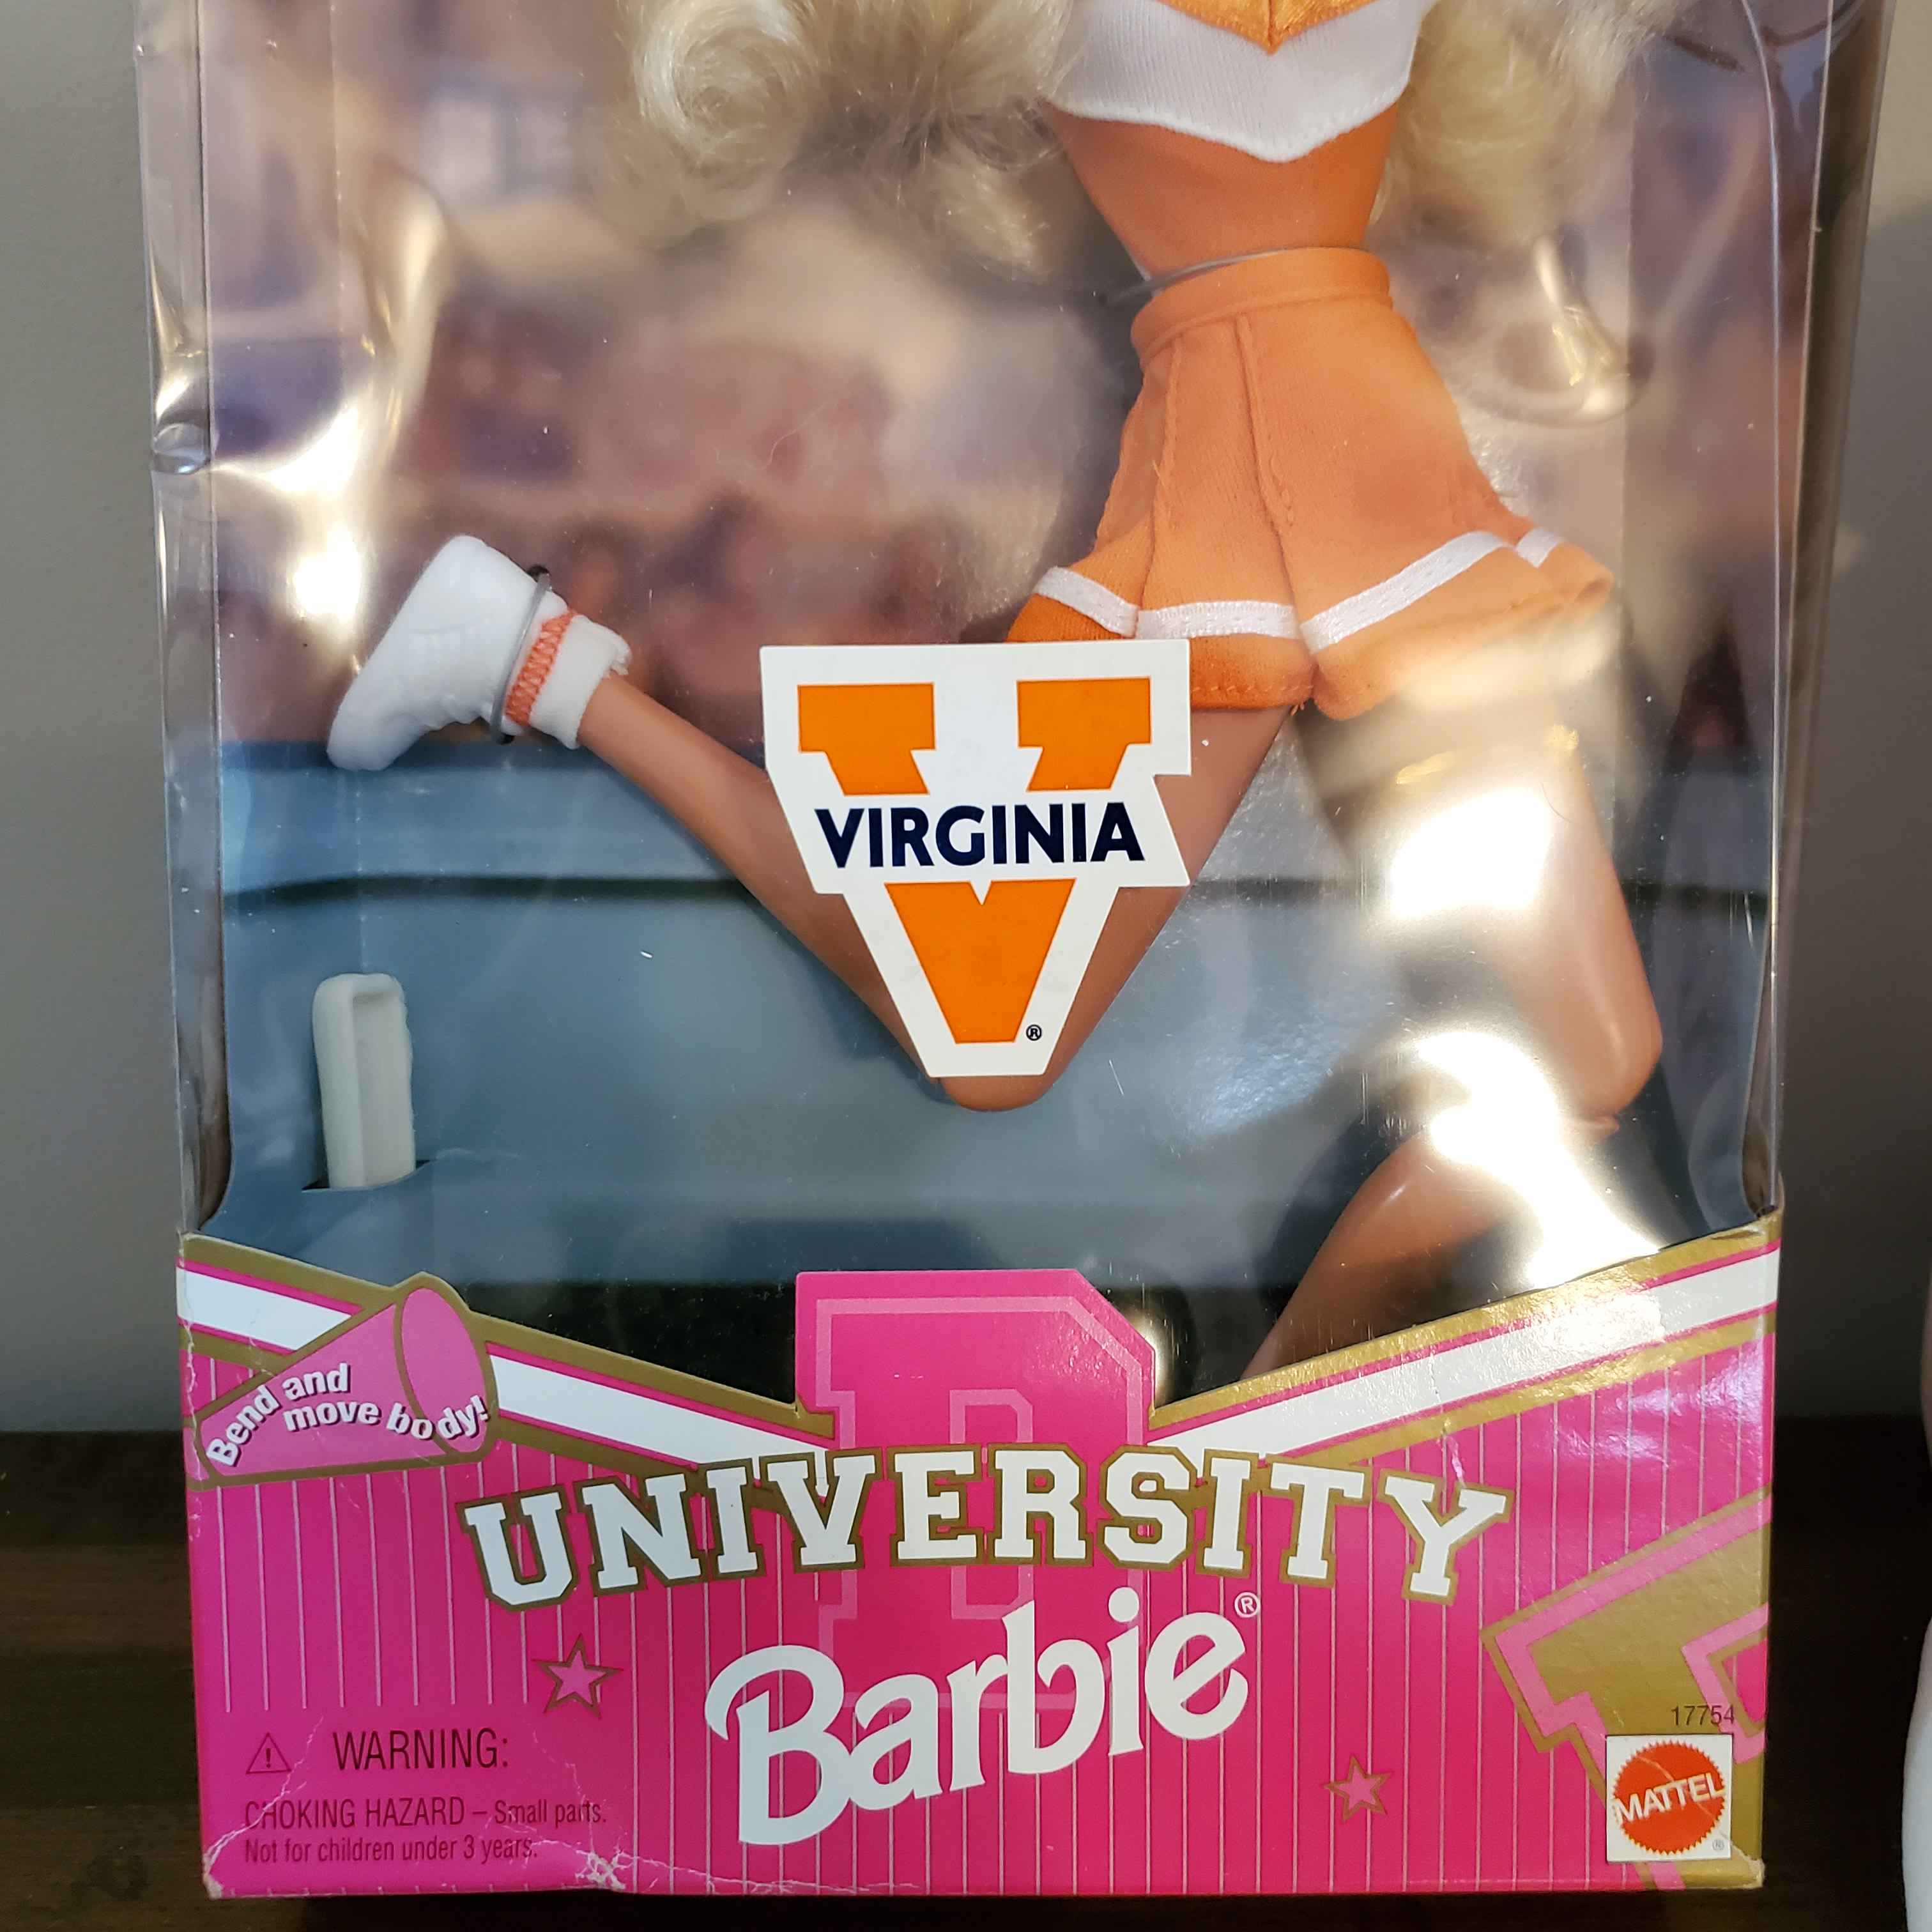 VIRGINIA
®
Bend and
move body!
B
UNIVERSITY
Barbie®
17754
MATTEL
®
⚠ WARNING:
CHOKING HAZARD – Small parts.
Not for children under 3 years.